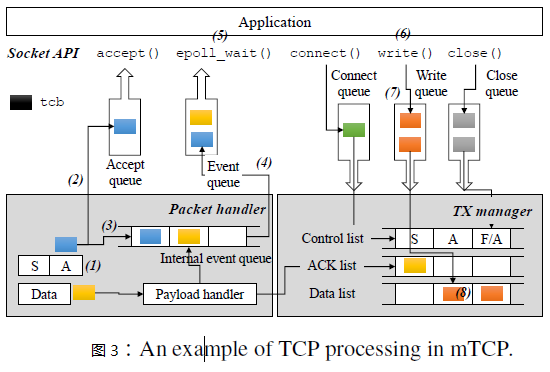 Application
Socket API accept() epoll_wait() connect() write() close()
(5) (6)
tcb
Connect queue
Write queue
Close queue
(7)
Accept queue
Event queue
(2)
(4)
Packet handler
TX manager
(3)
Control list S A F/A
S A (1)
Internal event queue
ACK list
Data Payload handler
Data list (8)
图 3：An example of TCP processing in mTCP.